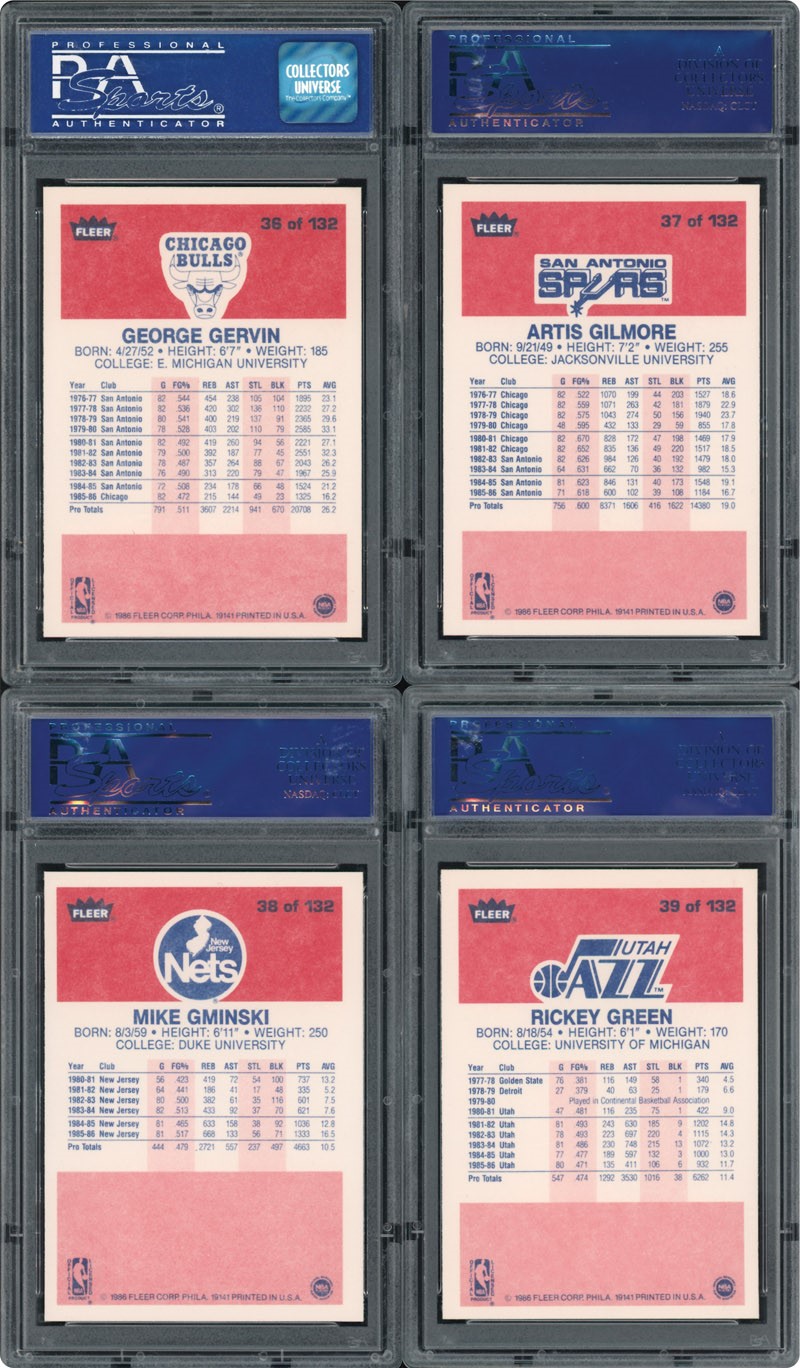 PROFESSIONAL
PSA
Sports®
AUTHENTICATOR
COLLECTORS
UNIVERSE
The Collectors Company™
FLEER®
36 of 132
CHICAGO
BULLS®
GEORGE GERVIN
BORN: 4/27/52 • HEIGHT: 6'7" • WEIGHT: 185
COLLEGE: E. MICHIGAN UNIVERSITY
Year Club G FG% REB AST STL BLK PTS AVG
1976-77 San Antonio 82 .544 454 238 105 104 1895 23.1
1977-78 San Antonio 82 .536 420 302 136 110 2232 27.2
1978-79 San Antonio 80 .541 400 219 137 91 2365 29.6
1979-80 San Antonio 78 .528 403 202 110 79 2585 33.1
1980-81 San Antonio 82 .492 419 260 94 56 2221 27.1
1981-82 San Antonio 79 .500 392 187 77 45 2551 32.3
1982-83 San Antonio 78 .487 357 264 88 67 2043 26.2
1983-84 San Antonio 76 .490 313 220 79 47 1967 25.9
1984-85 San Antonio 72 .508 234 178 66 48 1524 21.2
1985-86 Chicago 82 .472 215 144 49 23 1325 16.2
Pro Totals 791 .511 3607 2214 941 670 20708 26.2
© 1986 FLEER CORP. PHILA. 19141 PRINTED IN U.S.A.
PROFESSIONAL
PSA
Sports®
AUTHENTICATOR
A
DIVISION OF
COLLECTORS
UNIVERSE
NASDAQ: CLCT
FLEER®
37 of 132
SAN ANTONIO
SPURS™
ARTIS GILMORE
BORN: 9/21/49 • HEIGHT: 7'2" • WEIGHT: 255
COLLEGE: JACKSONVILLE UNIVERSITY
Year Club G FG% REB AST STL BLK PTS AVG
1976-77 Chicago 82 .522 1070 199 44 203 1527 18.6
1977-78 Chicago 82 .559 1071 263 42 181 1879 22.9
1978-79 Chicago 82 .575 1043 274 50 156 1940 23.7
1979-80 Chicago 48 .595 432 133 29 59 855 17.8
1980-81 Chicago 82 .670 828 172 47 198 1469 17.9
1981-82 Chicago 82 .652 835 136 49 220 1517 18.5
1982-83 San Antonio 82 .626 984 126 40 192 1479 18.0
1983-84 San Antonio 64 .631 662 70 36 132 982 15.3
1984-85 San Antonio 81 .623 846 131 40 173 1548 19.1
1985-86 San Antonio 71 .618 600 102 39 108 1184 16.7
Pro Totals 756 .600 8371 1606 416 1622 14380 19.0
© 1986 FLEER CORP. PHILA. 19141 PRINTED IN U.S.A.
PROFESSIONAL
PSA
Sports
AUTHENTICATOR
A
DIVISION OF
COLLECTORS
UNIVERSE
NASDAQ: CLCT
FLEER®
38 of 132
New
Jersey
Nets®
MIKE GMINSKI
BORN: 8/3/59 • HEIGHT: 6'11" • WEIGHT: 250
COLLEGE: DUKE UNIVERSITY
Year Club G FG% REB AST STL BLK PTS AVG
1980-81 New Jersey 56 .423 419 72 54 100 737 13.2
1981-82 New Jersey 64 .441 186 41 17 48 335 5.2
1982-83 New Jersey 80 .500 382 61 35 116 601 7.5
1983-84 New Jersey 82 .513 433 92 37 70 621 7.6
1984-85 New Jersey 81 .465 633 158 38 92 1036 12.8
1985-86 New Jersey 81 .517 668 133 56 71 1333 16.5
Pro Totals 444 .479 2721 557 237 497 4663 10.5
© 1986 FLEER CORP. PHILA. 19141 PRINTED IN U.S.A.
PROFESSIONAL
PSA
Sports
AUTHENTICATOR
A
DIVISION OF
COLLECTORS
UNIVERSE
FLEER®
39 of 132
UTAH
JAZZ™
RICKEY GREEN
BORN: 8/18/54 • HEIGHT: 6'1" • WEIGHT: 170
COLLEGE: UNIVERSITY OF MICHIGAN
Year Club G FG% REB AST STL BLK PTS AVG
1977-78 Golden State 76 .381 116 149 58 1 340 4.5
1978-79 Detroit 27 .379 40 63 25 1 179 6.6
1979-80 Played in Continental Basketball Association
1980-81 Utah 47 .481 116 235 75 1 422 9.0
1981-82 Utah 81 .493 243 630 185 9 1202 14.8
1982-83 Utah 78 .493 223 697 220 4 1115 14.3
1983-84 Utah 81 .486 230 748 215 13 1072 13.2
1984-85 Utah 77 .477 189 597 132 3 1000 13.0
1985-86 Utah 80 .471 135 411 106 6 932 11.7
Pro Totals 547 .474 1292 3530 1016 38 6262 11.4
© 1986 FLEER CORP. PHILA. 19141 PRINTED IN U.S.A.